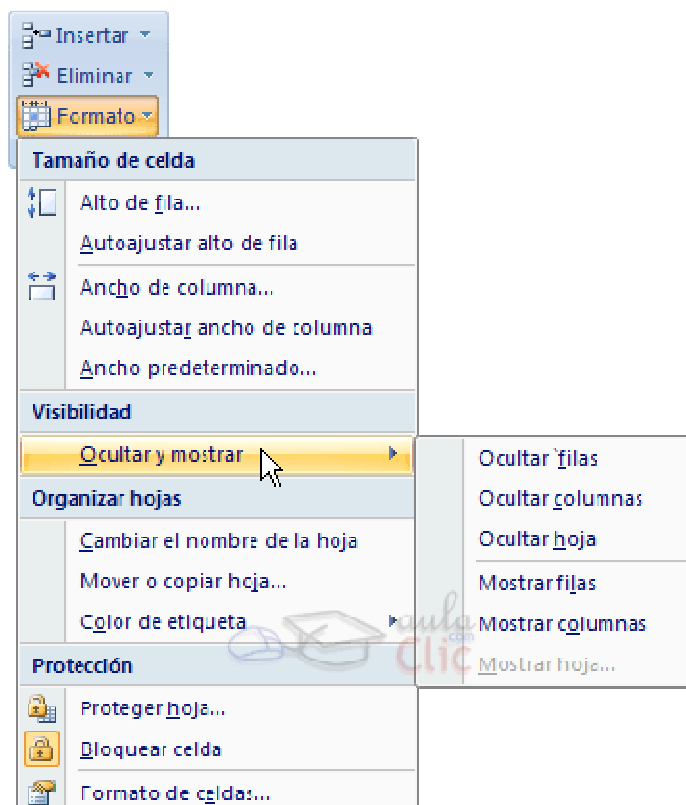 Insertar
Eliminar
Formato
Tamaño de celda
Alto de fila...
Autoajustar alto de fila
Ancho de columna...
Autoajustar ancho de columna
Ancho predeterminado...
Visibilidad
Ocultar y mostrar
Ocultar filas
Ocultar columnas
Ocultar hoja
Mostrar filas
Mostrar columnas
Mostrar hoja...
Organizar hojas
Cambiar el nombre de la hoja
Mover o copiar hoja...
Color de etiqueta
aula
.com
Clic
Protección
Proteger hoja...
Bloquear celda
Formato de celdas...